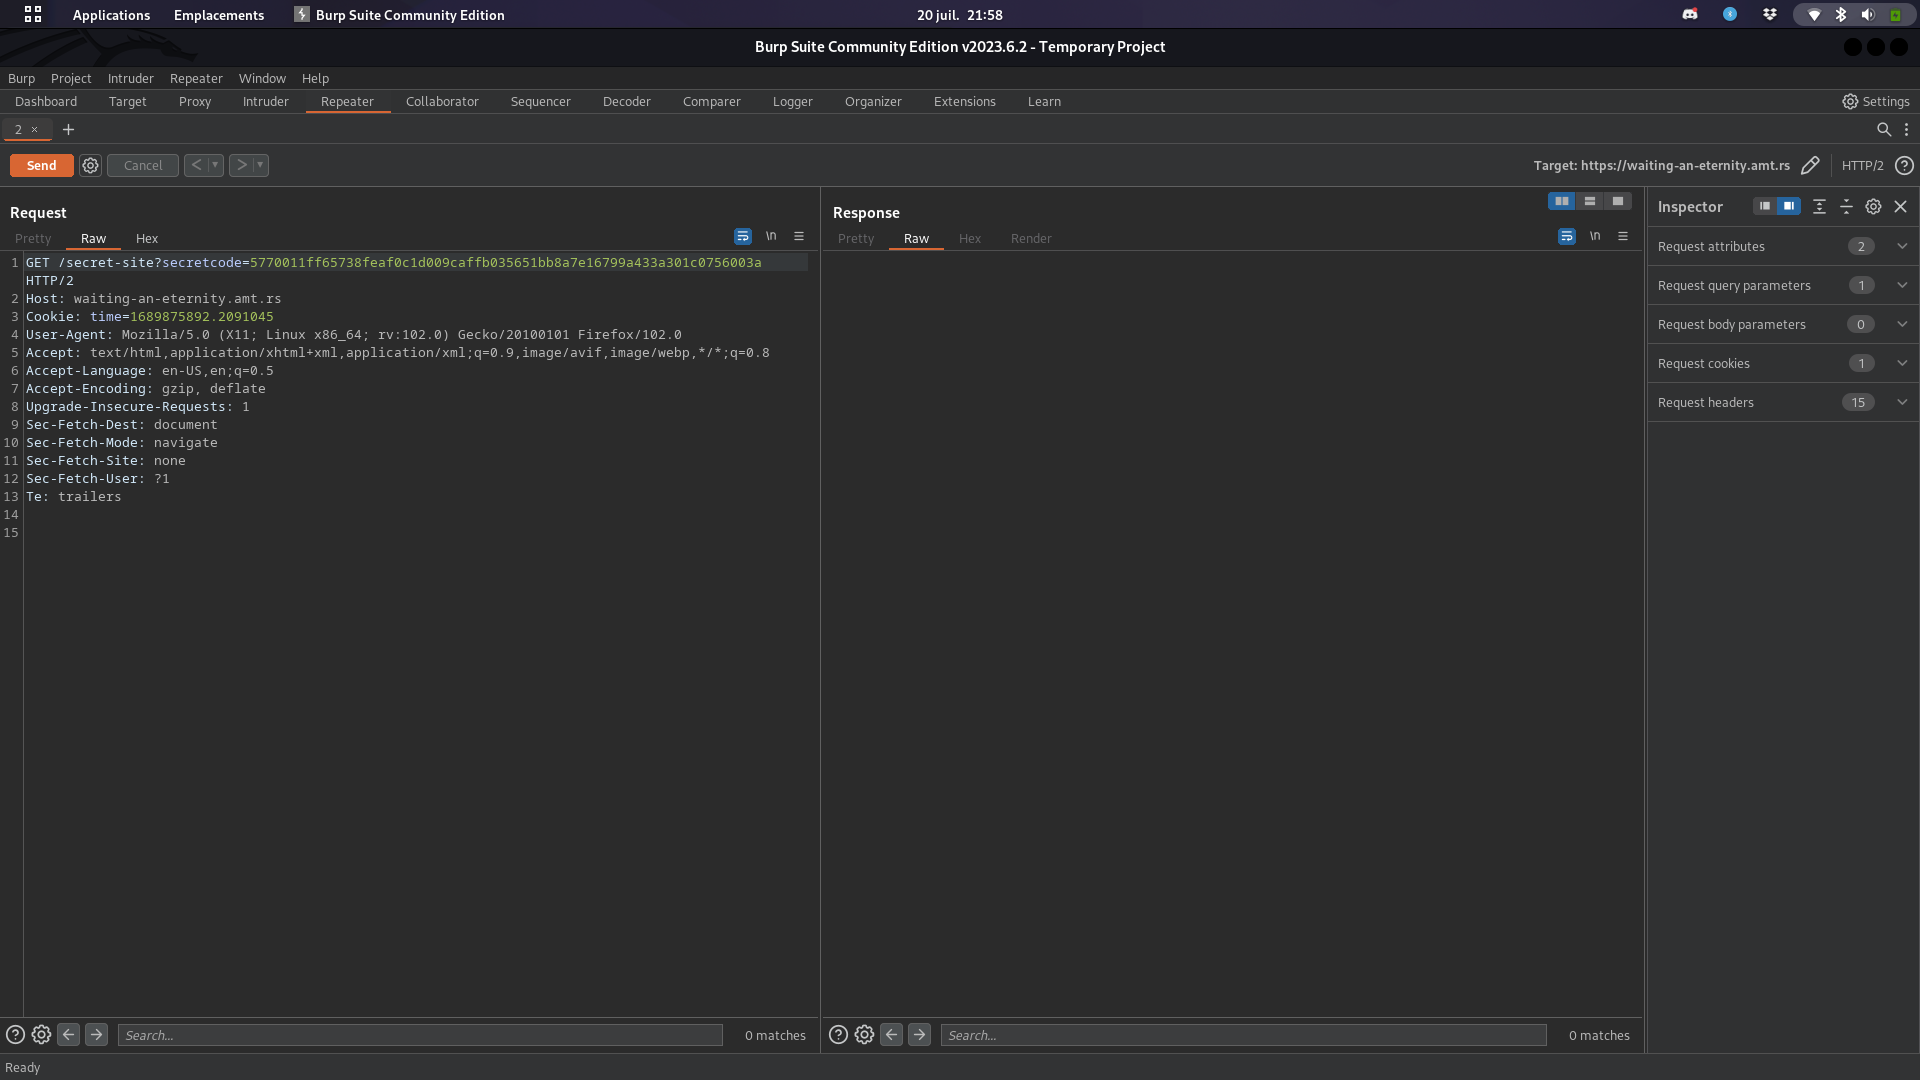 Applications Emplacements Burp Suite Community Edition 20 juil. 21:58
Burp Suite Community Edition v2023.6.2 - Temporary Project
Burp Project Intruder Repeater Window Help
Dashboard Target Proxy Intruder Repeater Collaborator Sequencer Decoder Comparer Logger Organizer Extensions Learn Settings
2 × +
Send Cancel < > Target: https://waiting-an-eternity.amt.rs HTTP/2 ?
Request
Pretty Raw Hex \n
1 GET /secret-site?secretcode=5770011ff65738feaf0c1d009caffb035651bb8a7e16799a433a301c0756003a
HTTP/2
2 Host: waiting-an-eternity.amt.rs
3 Cookie: time=1689875892.2091045
4 User-Agent: Mozilla/5.0 (X11; Linux x86_64; rv:102.0) Gecko/20100101 Firefox/102.0
5 Accept: text/html,application/xhtml+xml,application/xml;q=0.9,image/avif,image/webp,*/*;q=0.8
6 Accept-Language: en-US,en;q=0.5
7 Accept-Encoding: gzip, deflate
8 Upgrade-Insecure-Requests: 1
9 Sec-Fetch-Dest: document
10 Sec-Fetch-Mode: navigate
11 Sec-Fetch-Site: none
12 Sec-Fetch-User: ?1
13 Te: trailers
14
15
? Search... 0 matches
Response
Pretty Raw Hex Render \n
? Search... 0 matches
Inspector
Request attributes 2
Request query parameters 1
Request body parameters 0
Request cookies 1
Request headers 15
Ready